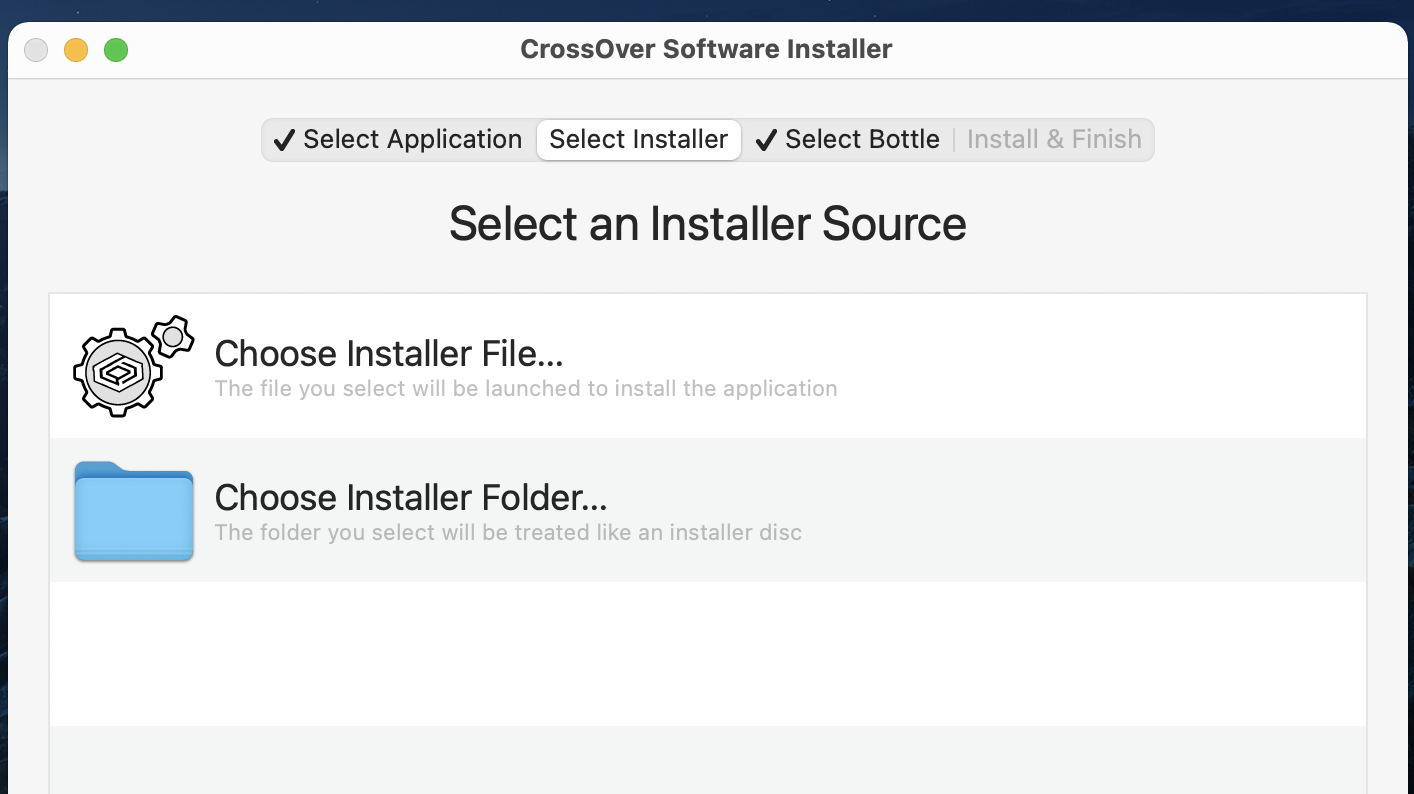 CrossOver Software Installer
✓ Select Application Select Installer ✓ Select Bottle Install & Finish
Select an Installer Source
Choose Installer File...
The file you select will be launched to install the application
Choose Installer Folder...
The folder you select will be treated like an installer disc